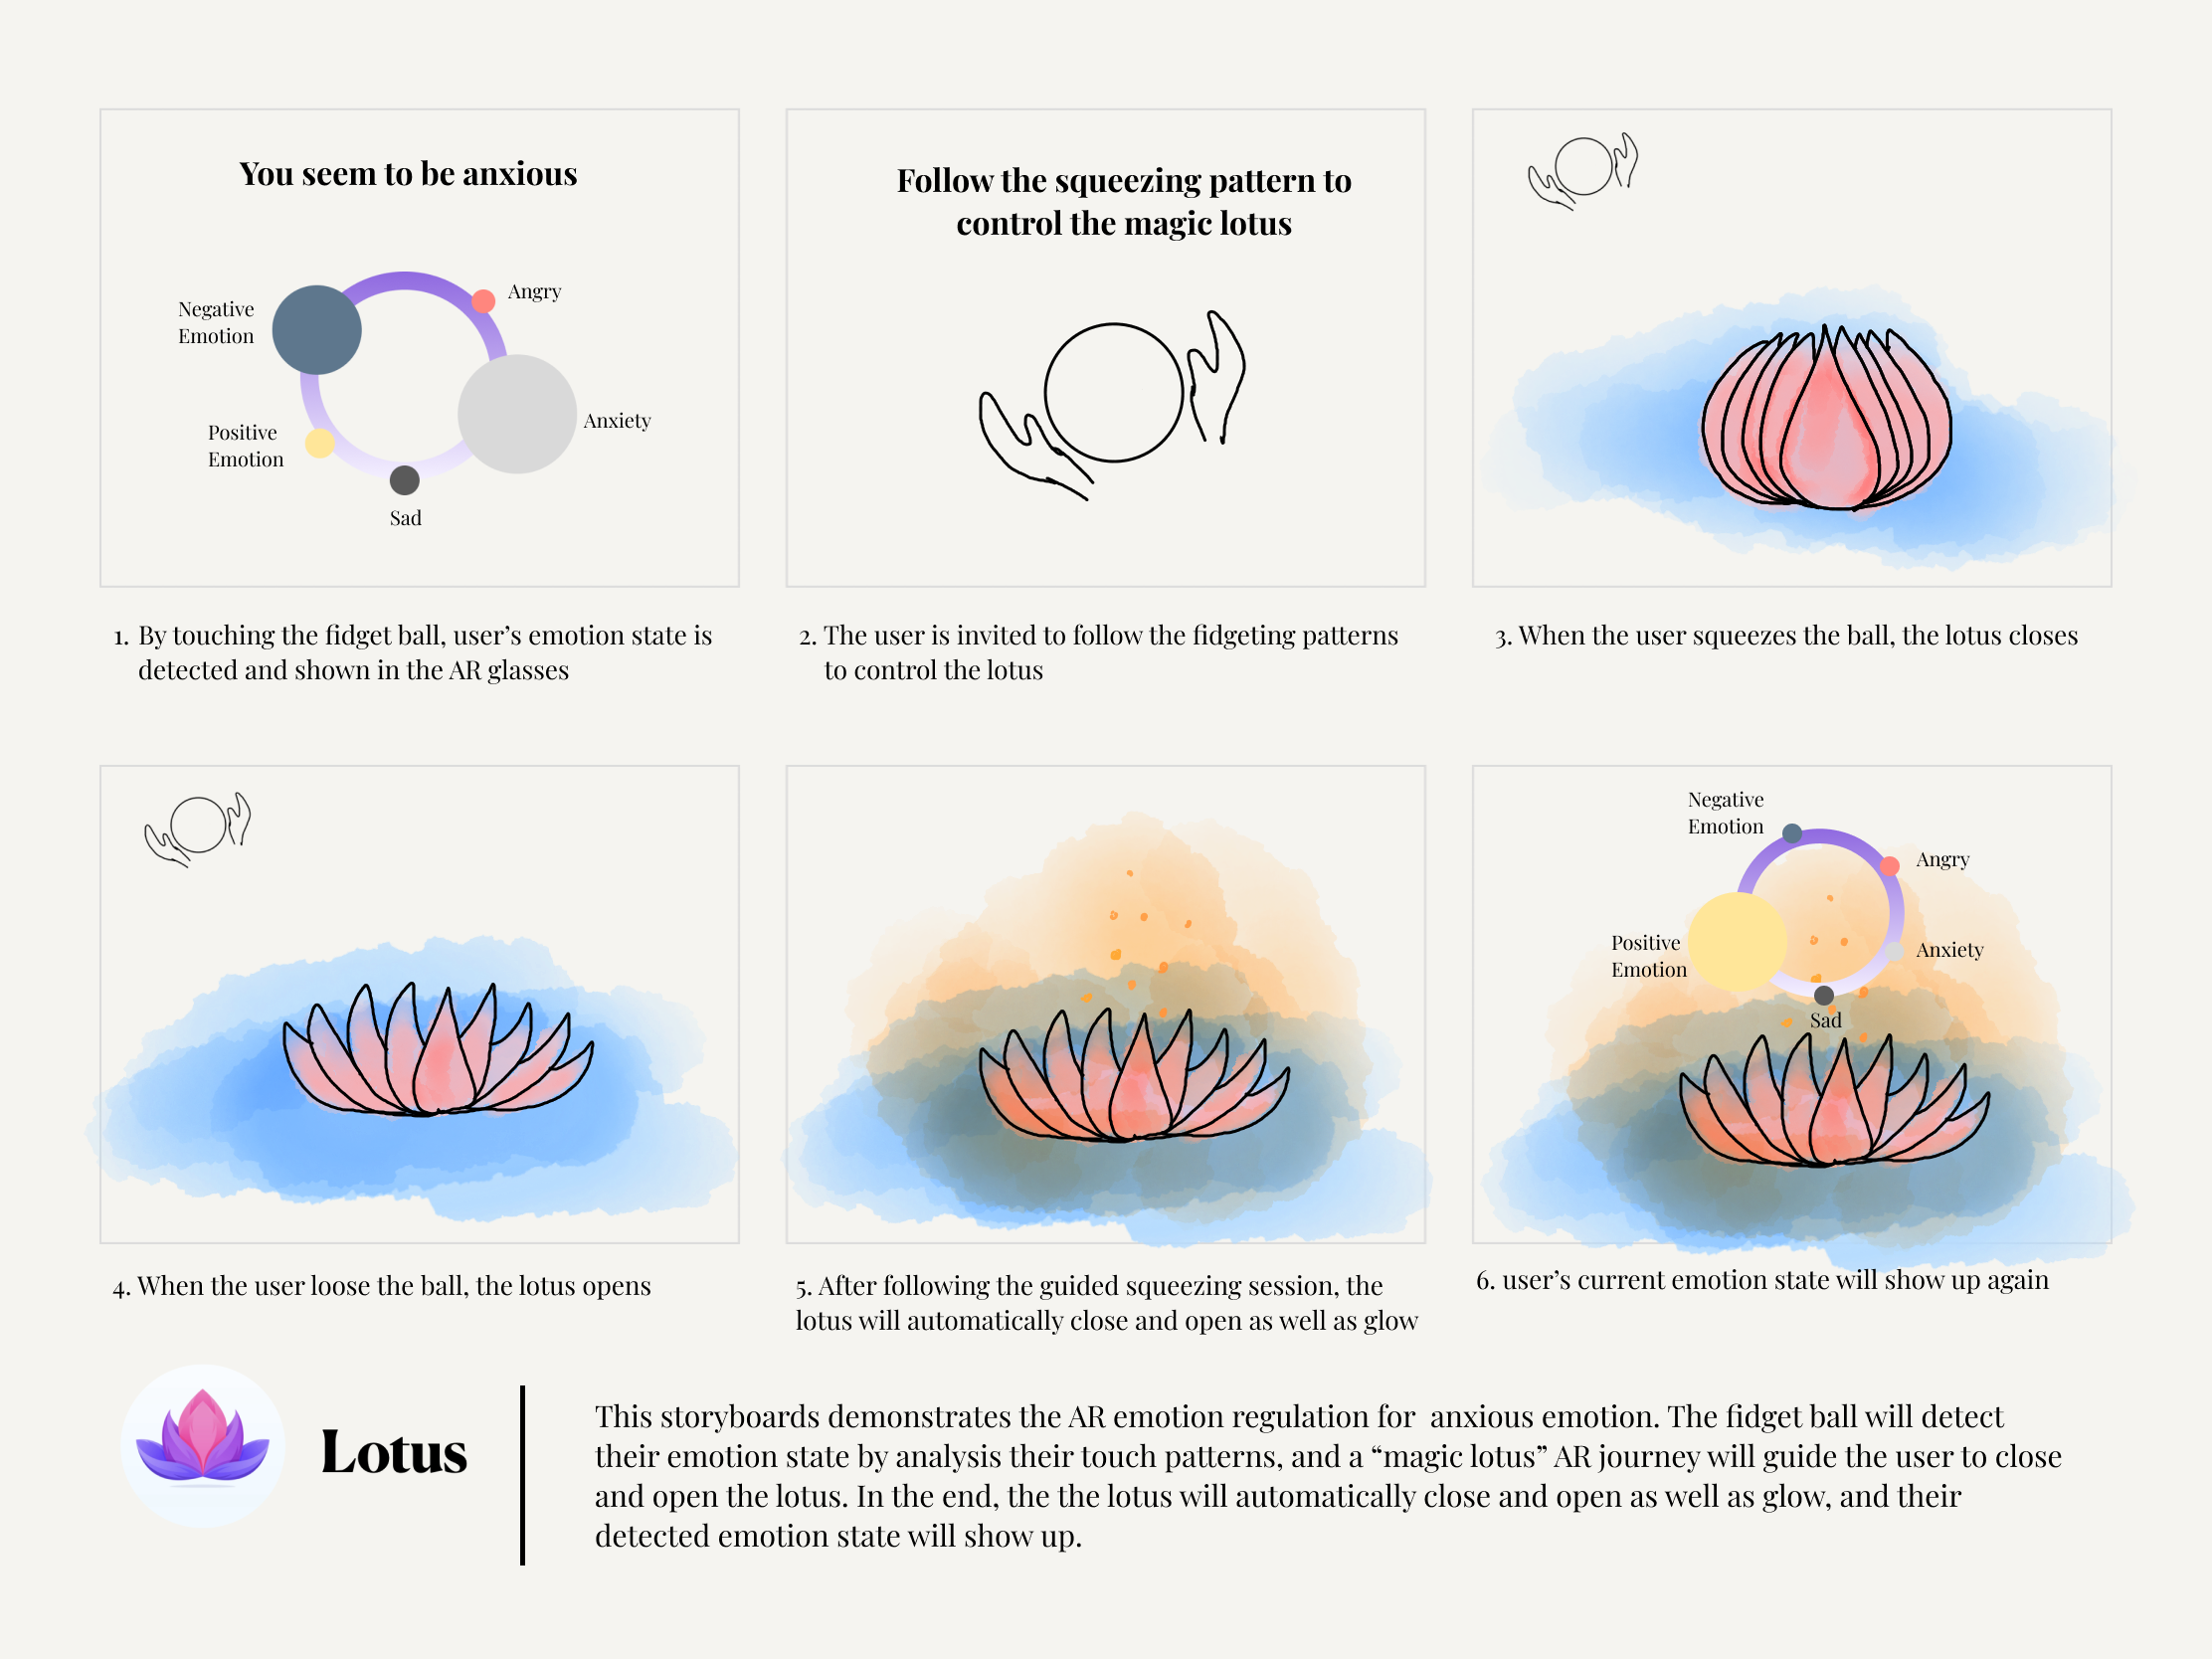 You seem to be anxious
Negative
Emotion
Angry
Anxiety
Positive
Emotion
Sad
1. By touching the fidget ball, user’s emotion state is
detected and shown in the AR glasses
Follow the squeezing pattern to
control the magic lotus
2. The user is invited to follow the fidgeting patterns
to control the lotus
3. When the user squeezes the ball, the lotus closes
4. When the user loose the ball, the lotus opens
5. After following the guided squeezing session, the
lotus will automatically close and open as well as glow
Negative
Emotion
Angry
Positive
Emotion
Anxiety
Sad
6. user’s current emotion state will show up again
Lotus
This storyboards demonstrates the AR emotion regulation for  anxious emotion. The fidget ball will detect
their emotion state by analysis their touch patterns, and a “magic lotus” AR journey will guide the user to close
and open the lotus. In the end, the the lotus will automatically close and open as well as glow, and their
detected emotion state will show up.